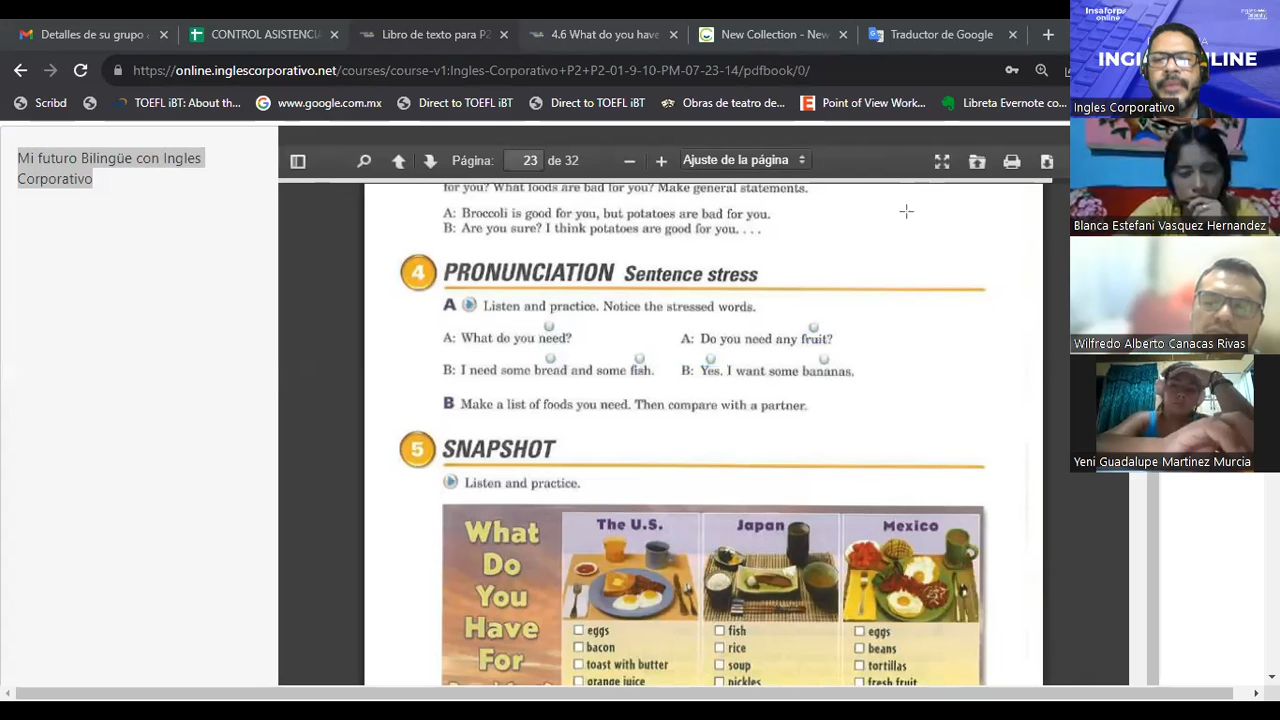 Detalles de su grupo
CONTROL ASISTENCIA
Libro de texto para P2
4.6 What do you have
New Collection - New
Traductor de Google
https://online.inglescorporativo.net/courses/course-v1:Ingles-Corporativo+P2+P2-01-9-10-PM-07-23-14/pdfbook/0/
Scribd
TOEFL iBT: About th...
www.google.com.mx
Direct to TOEFL iBT
Direct to TOEFL iBT
Obras de teatro de...
Point of View Work...
Libreta Evernote co...
Mi futuro Bilingüe con Ingles
Corporativo
Página: 23 de 32
Ajuste de la página
for you? What foods are bad for you? Make general statements.
A: Broccoli is good for you, but potatoes are bad for you.
B: Are you sure? I think potatoes are good for you. . . .
4 PRONUNCIATION Sentence stress
A Listen and practice. Notice the stressed words.
A: What do you need?
B: I need some bread and some fish.
A: Do you need any fruit?
B: Yes. I want some bananas.
B Make a list of foods you need. Then compare with a partner.
5 SNAPSHOT
Listen and practice.
What
Do
You
Have
For
The U.S.
eggs
bacon
toast with butter
orange juice
Japan
fish
rice
soup
pickles
Mexico
eggs
beans
tortillas
fresh fruit
Insaforp
online
Ingles Corporativo
Blanca Estefani Vasquez Hernandez
Wilfredo Alberto Canacas Rivas
Yeni Guadalupe Martinez Murcia